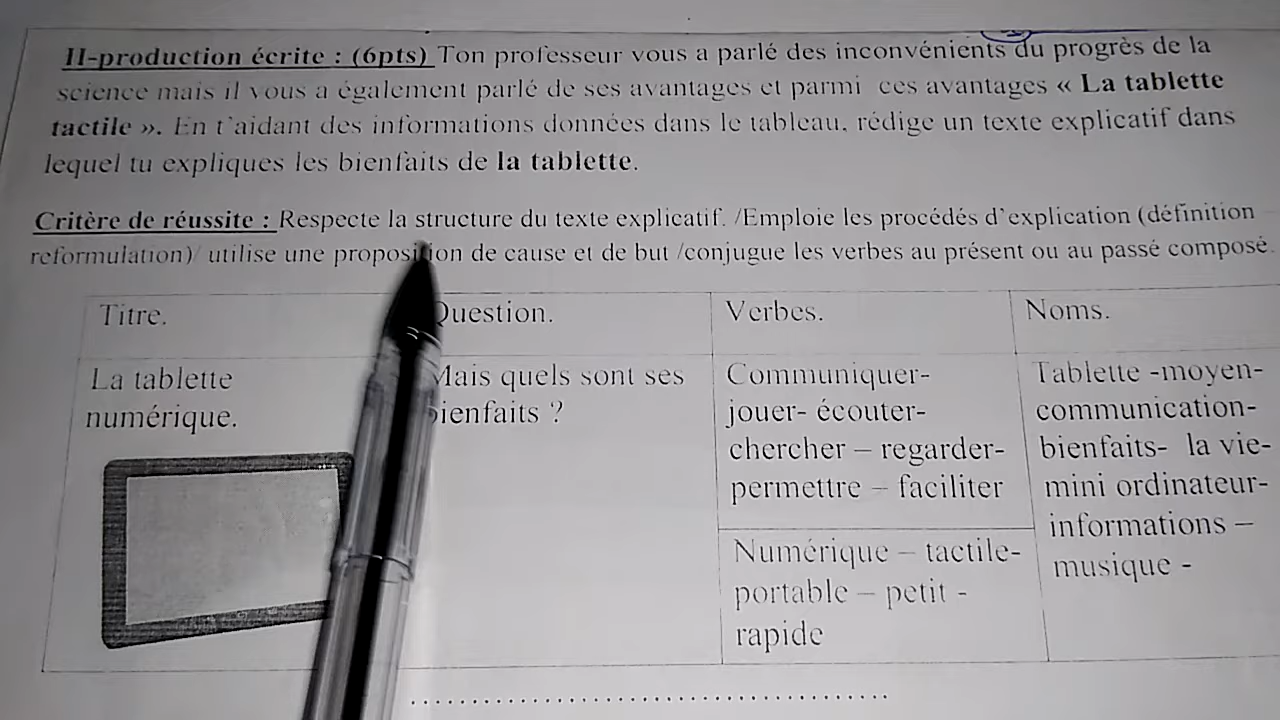 II-production écrite : (6pts) Ton professeur vous a parlé des inconvénients du progrès de la
science mais il vous a également parlé de ses avantages et parmi ces avantages « La tablette
tactile ». En t'aidant des informations données dans le tableau, rédige un texte explicatif dans
lequel tu expliques les bienfaits de la tablette.
Critère de réussite : Respecte la structure du texte explicatif. /Emploie les procédés d'explication (définition
reformulation)/ utilise une proposition de cause et de but /conjugue les verbes au présent ou au passé composé.
Titre. Question. Verbes. Noms.
La tablette
numérique.
Mais quels sont ses
bienfaits ?
Communiquer-
jouer- écouter-
chercher – regarder-
permettre – faciliter
Numérique – tactile-
portable – petit -
rapide
Tablette -moyen-
communication-
bienfaits- la vie-
mini ordinateur-
informations –
musique -